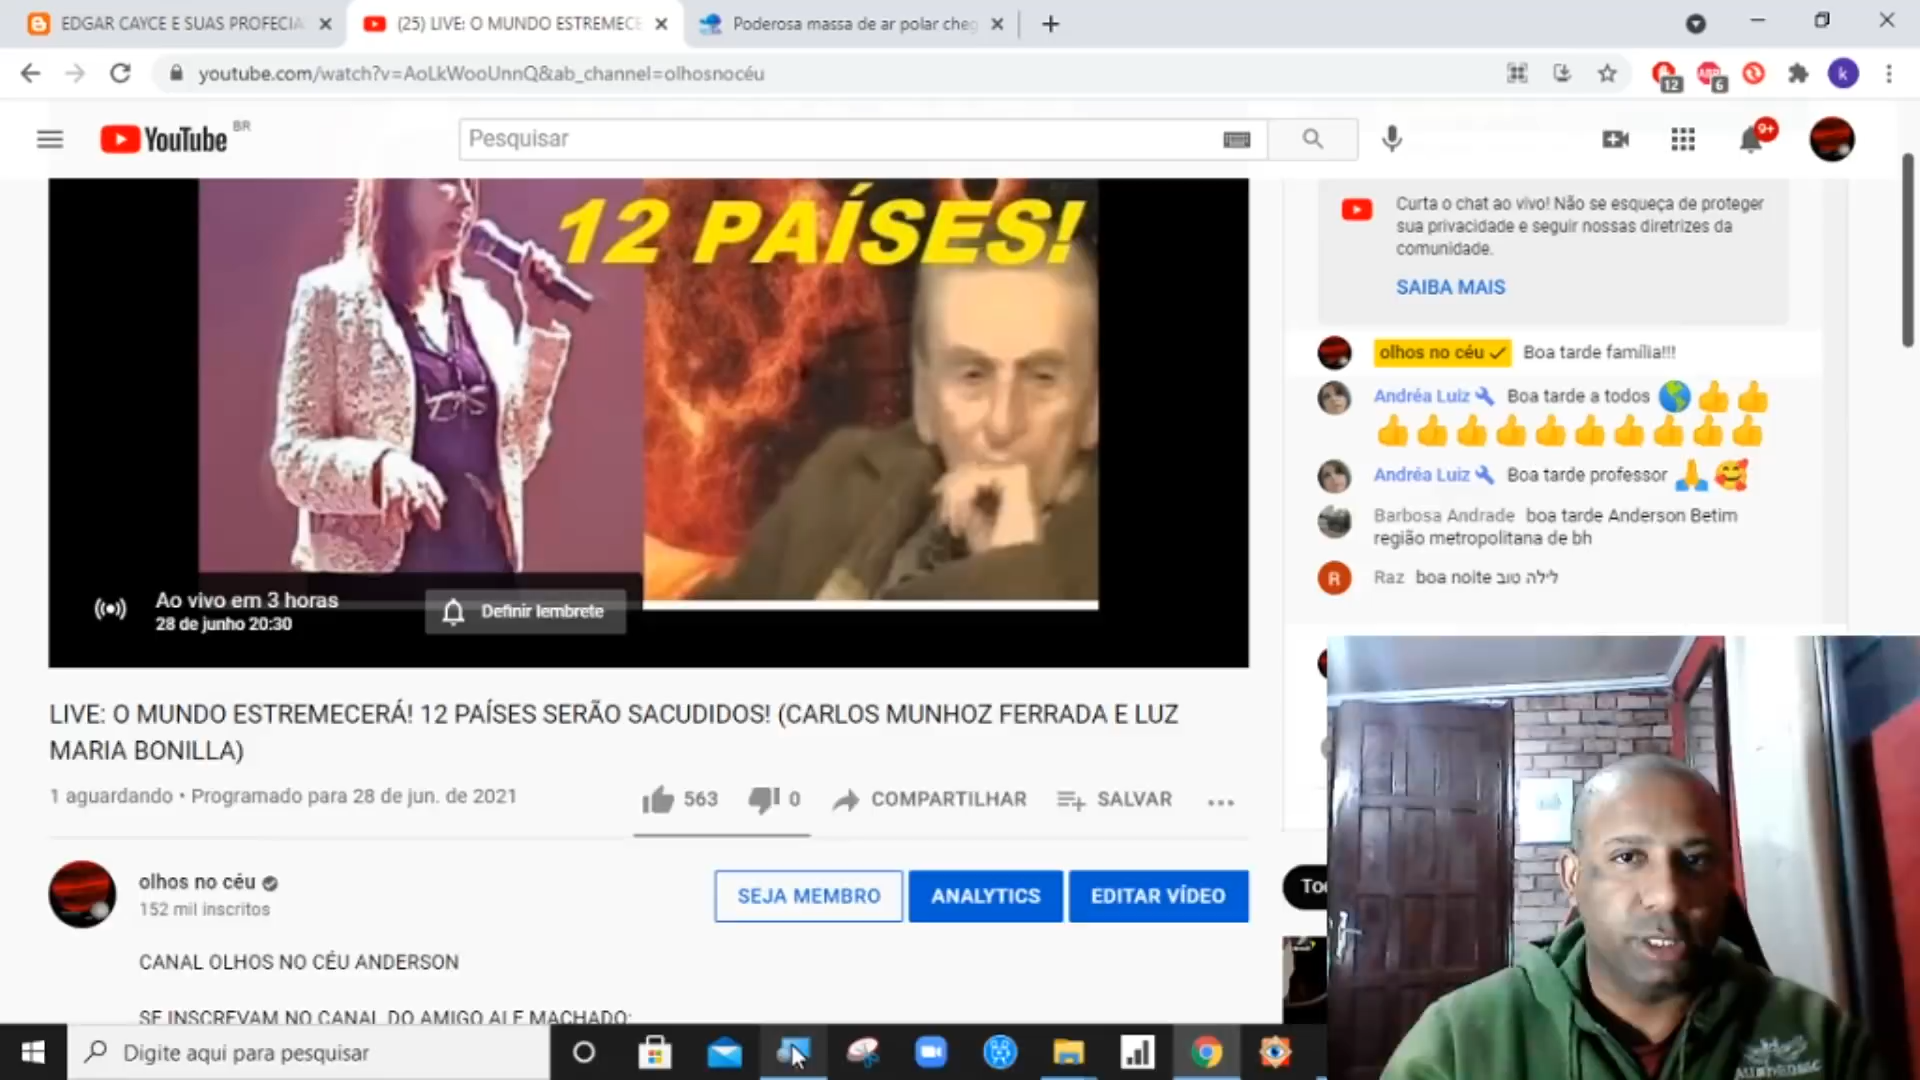 EDGAR CAYCE E SUAS PROFECIA
(25) LIVE: O MUNDO ESTREMECE
Poderosa massa de ar polar cheg
youtube.com/watch?v=AoLkWooUnnQ&ab_channel=olhosnocéu
12
ABP
6
k
YouTube
BR
Pesquisar
9+
12 PAÍSES!
Ao vivo em 3 horas
28 de junho 20:30
Definir lembrete
Curta o chat ao vivo! Não se esqueça de proteger
sua privacidade e seguir nossas diretrizes da
comunidade.
SAIBA MAIS
olhos no céu Boa tarde família!!!
Andréa Luiz Boa tarde a todos
Andréa Luiz Boa tarde professor
Barbosa Andrade boa tarde Anderson Betim
região metropolitana de bh
R
Raz boa noite לילה טוב
LIVE: O MUNDO ESTREMECERÁ! 12 PAÍSES SERÃO SACUDIDOS! (CARLOS MUNHOZ FERRADA E LUZ
MARIA BONILLA)
1 aguardando • Programado para 28 de jun. de 2021
563
0
COMPARTILHAR
SALVAR
olhos no céu
152 mil inscritos
SEJA MEMBRO
ANALYTICS
EDITAR VÍDEO
CANAL OLHOS NO CÉU ANDERSON
SE INSCREVAM NO CANAL DO AMIGO ALE MACHADO:
Digite aqui para pesquisar